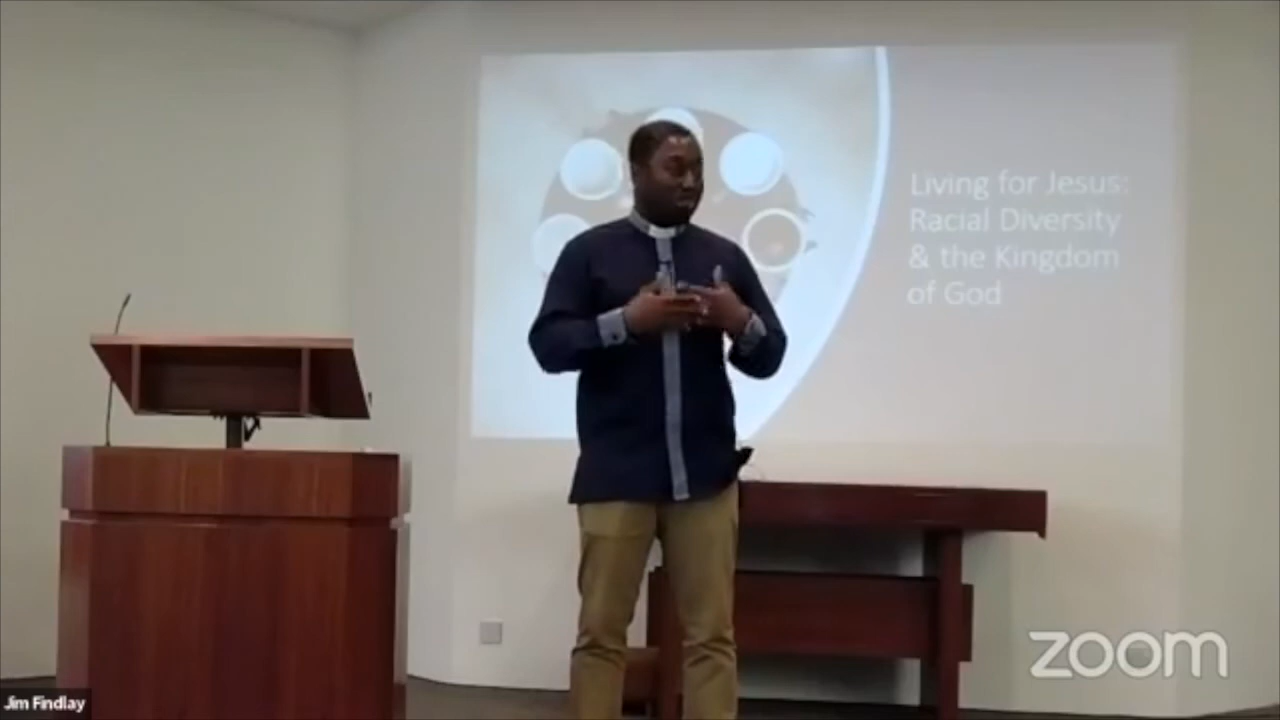 Living for Jesus:
Racial Diversity
& the Kingdom
of God
zoom
Jim Findlay